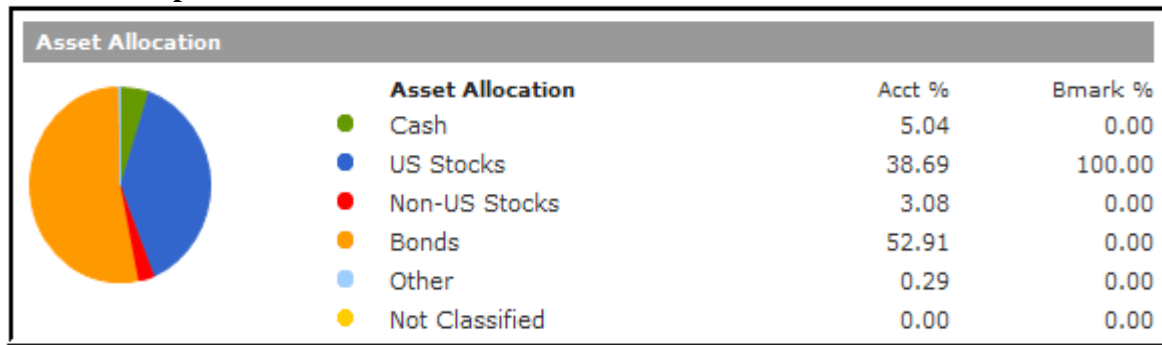 Asset Allocation
Asset Allocation Acct % Bmark %
Cash 5.04 0.00
US Stocks 38.69 100.00
Non-US Stocks 3.08 0.00
Bonds 52.91 0.00
Other 0.29 0.00
Not Classified 0.00 0.00